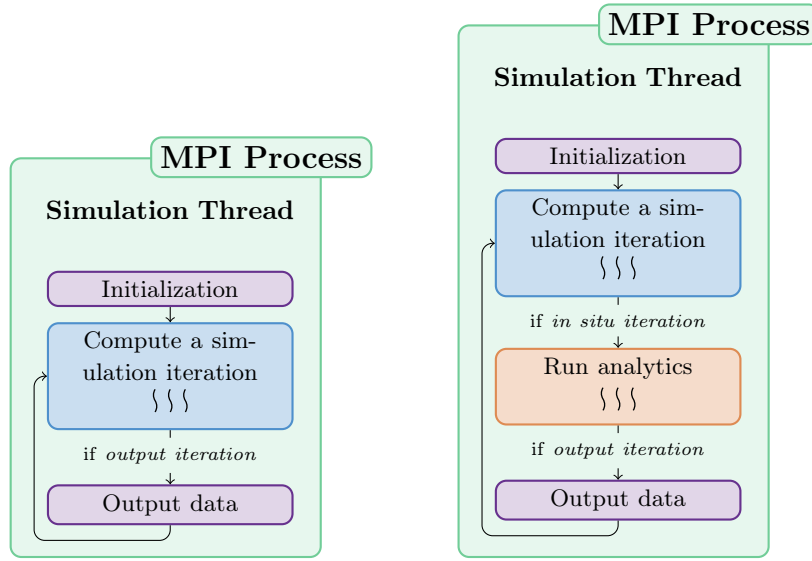 MPI Process
Simulation Thread
Initialization
Compute a sim-
ulation iteration
if output iteration
Output data
MPI Process
Simulation Thread
Initialization
Compute a sim-
ulation iteration
if in situ iteration
Run analytics
if output iteration
Output data